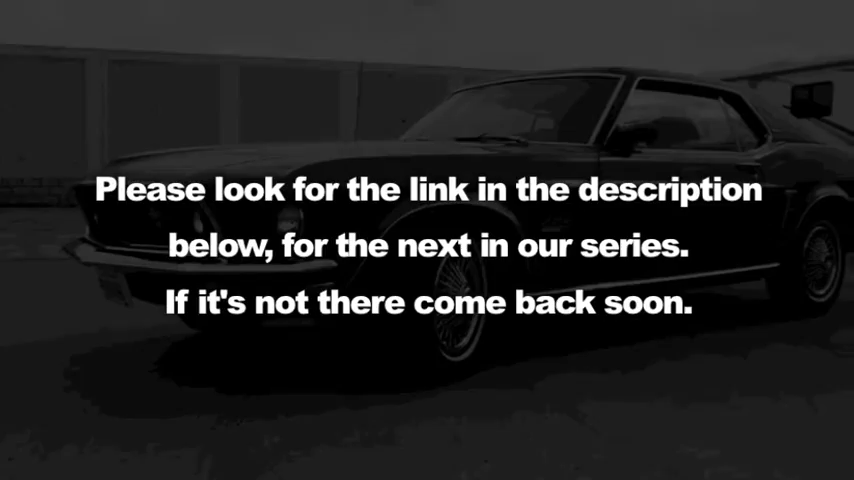 Please look for the link in the description
below, for the next in our series.
If it's not there come back soon.